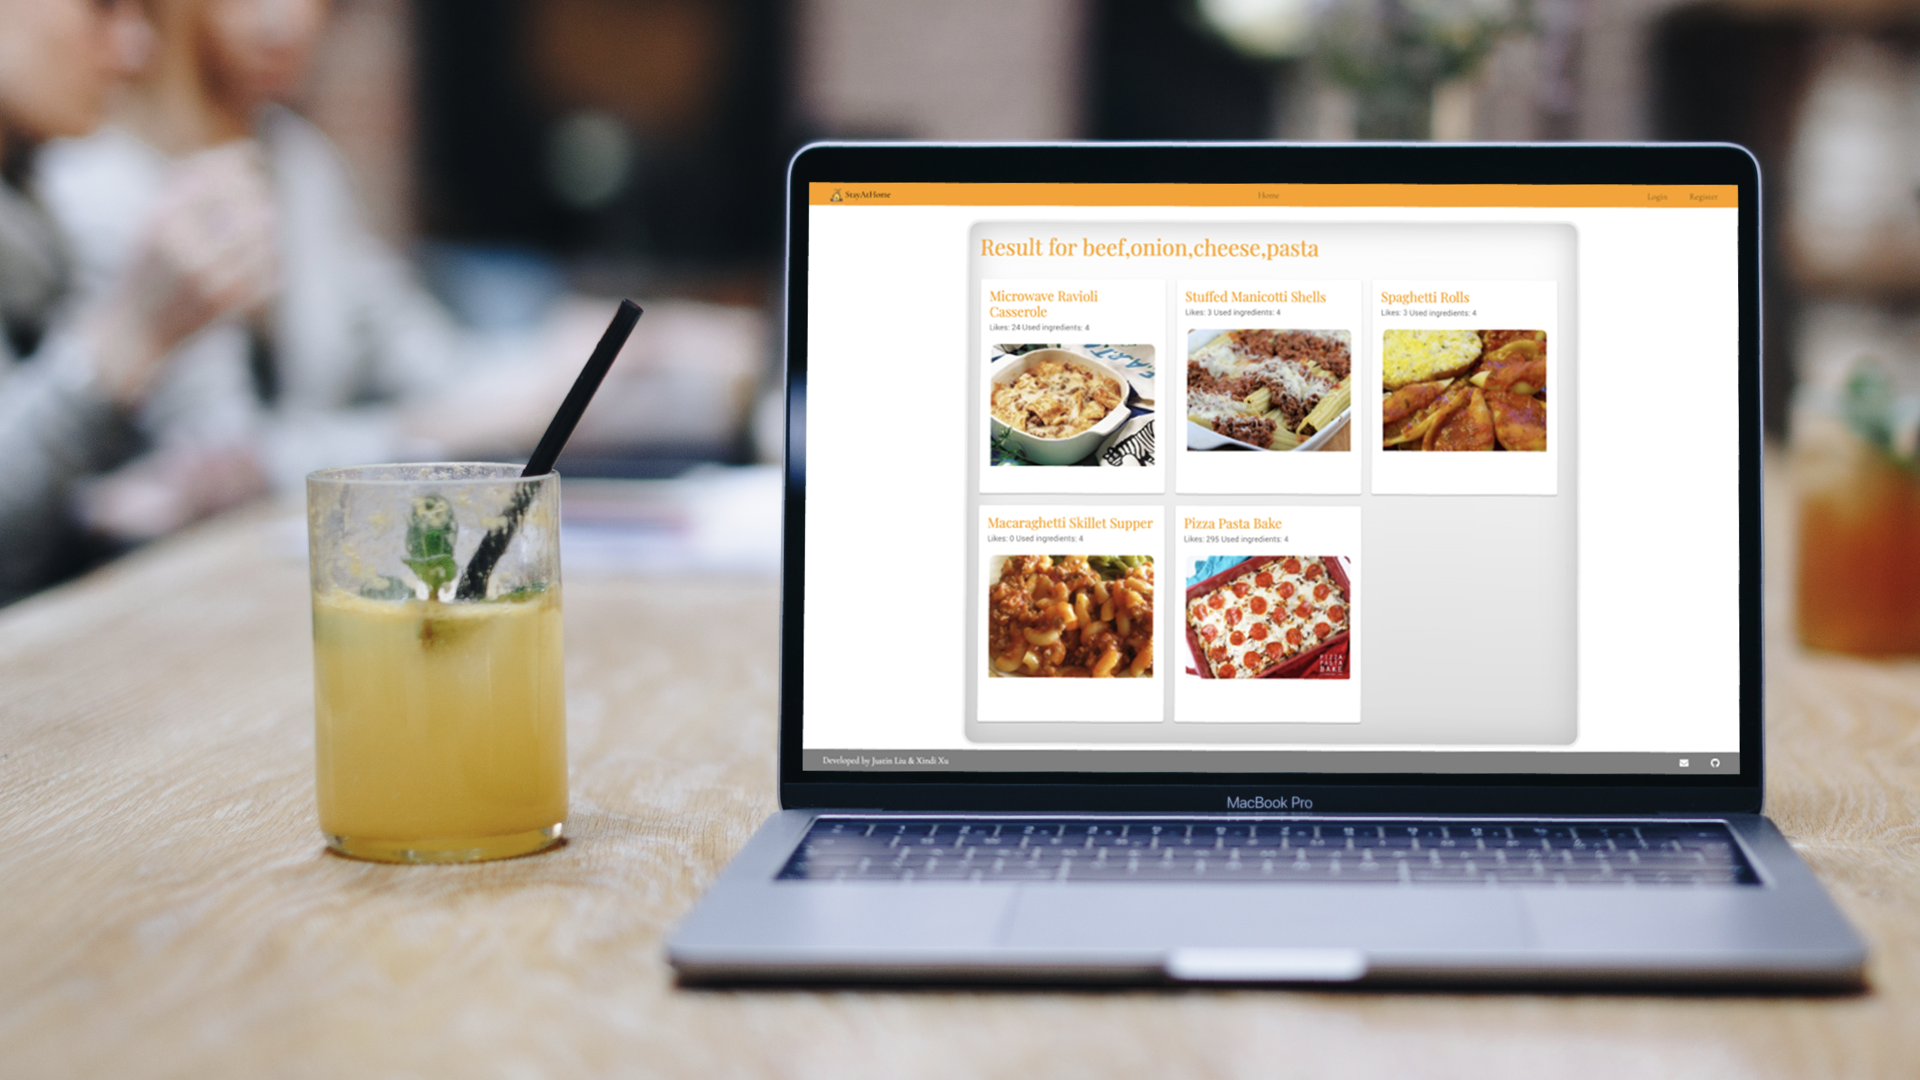 StayAtHome
Home
Login
Register
Result for beef,onion,cheese,pasta
Microwave Ravioli
Casserole
Likes: 24 Used ingredients: 4
Stuffed Manicotti Shells
Likes: 3 Used ingredients: 4
Spaghetti Rolls
Likes: 3 Used ingredients: 4
Macaraghetti Skillet Supper
Likes: 0 Used ingredients: 4
Pizza Pasta Bake
Likes: 295 Used ingredients: 4
PIZZA
PASTA
BAKE
Developed by Justin Liu & Xindi Xu
MacBook Pro